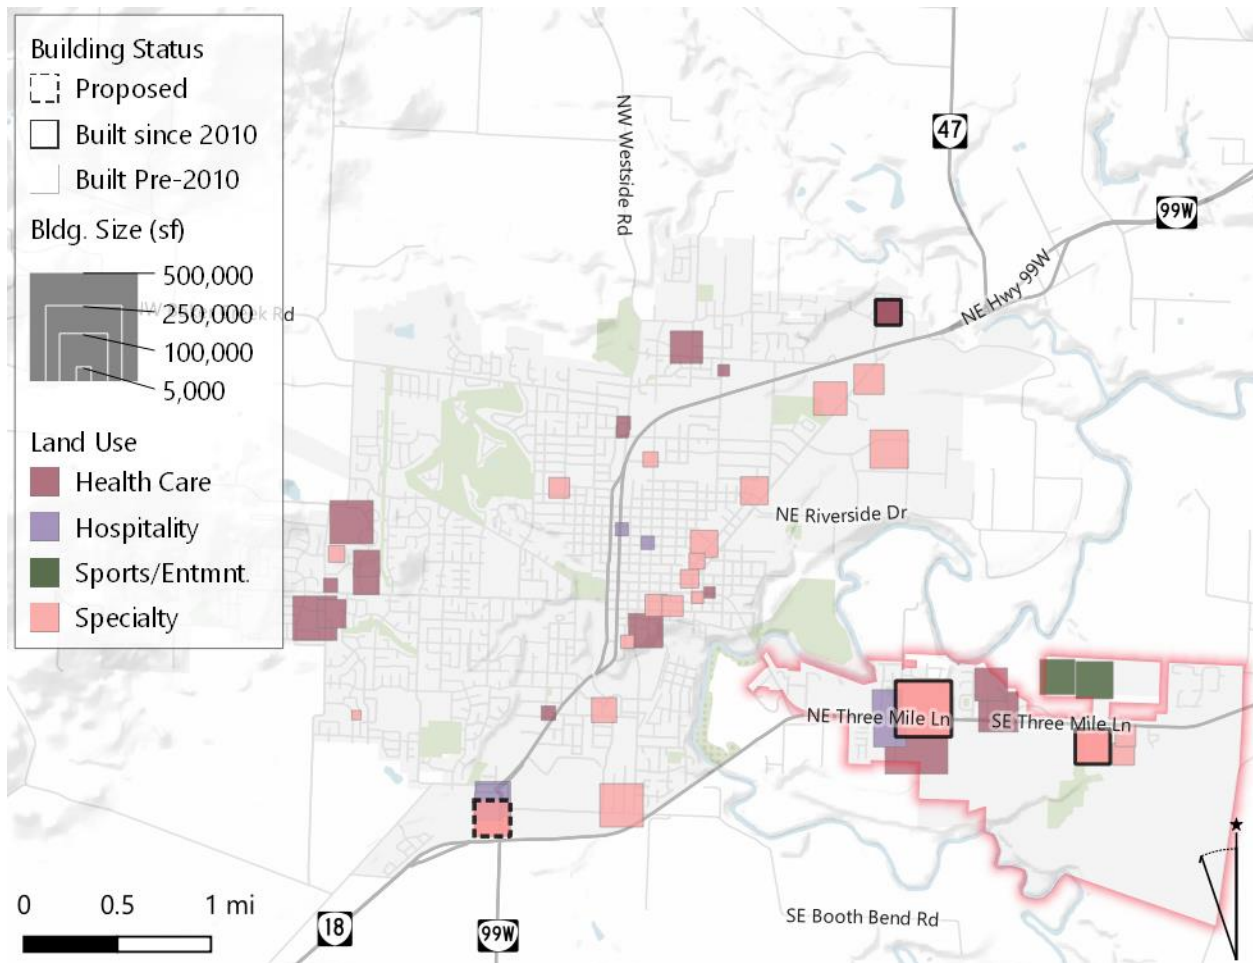 Building Status
Proposed
Built since 2010
Built Pre-2010
Bldg. Size (sf)
500,000
250,000
100,000
5,000
Land Use
Health Care
Hospitality
Sports/Entmnt.
Specialty
NW Westside Rd
47
99W
NE Hwy 99W
Rd
NE Riverside Dr
NE Three Mile Ln
SE Three Mile Ln
SE Booth Bend Rd
18
99W
0 0.5 1 mi